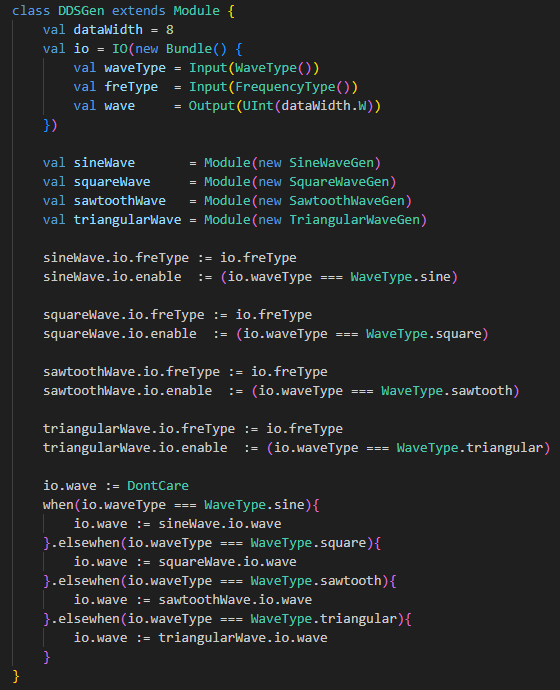 class DDSGen extends Module {
    val dataWidth = 8
    val io = IO(new Bundle() {
        val waveType = Input(WaveType())
        val freType  = Input(FrequencyType())
        val wave     = Output(UInt(dataWidth.W))
    })

    val sineWave       = Module(new SineWaveGen)
    val squareWave     = Module(new SquareWaveGen)
    val sawtoothWave   = Module(new SawtoothWaveGen)
    val triangularWave = Module(new TriangularWaveGen)

    sineWave.io.freType := io.freType
    sineWave.io.enable  := (io.waveType === WaveType.sine)

    squareWave.io.freType := io.freType
    squareWave.io.enable  := (io.waveType === WaveType.square)

    sawtoothWave.io.freType := io.freType
    sawtoothWave.io.enable  := (io.waveType === WaveType.sawtooth)

    triangularWave.io.freType := io.freType
    triangularWave.io.enable  := (io.waveType === WaveType.triangular)

    io.wave := DontCare
    when(io.waveType === WaveType.sine){
        io.wave := sineWave.io.wave
    }.elsewhen(io.waveType === WaveType.square){
        io.wave := squareWave.io.wave
    }.elsewhen(io.waveType === WaveType.sawtooth){
        io.wave := sawtoothWave.io.wave
    }.elsewhen(io.waveType === WaveType.triangular){
        io.wave := triangularWave.io.wave
    }
}